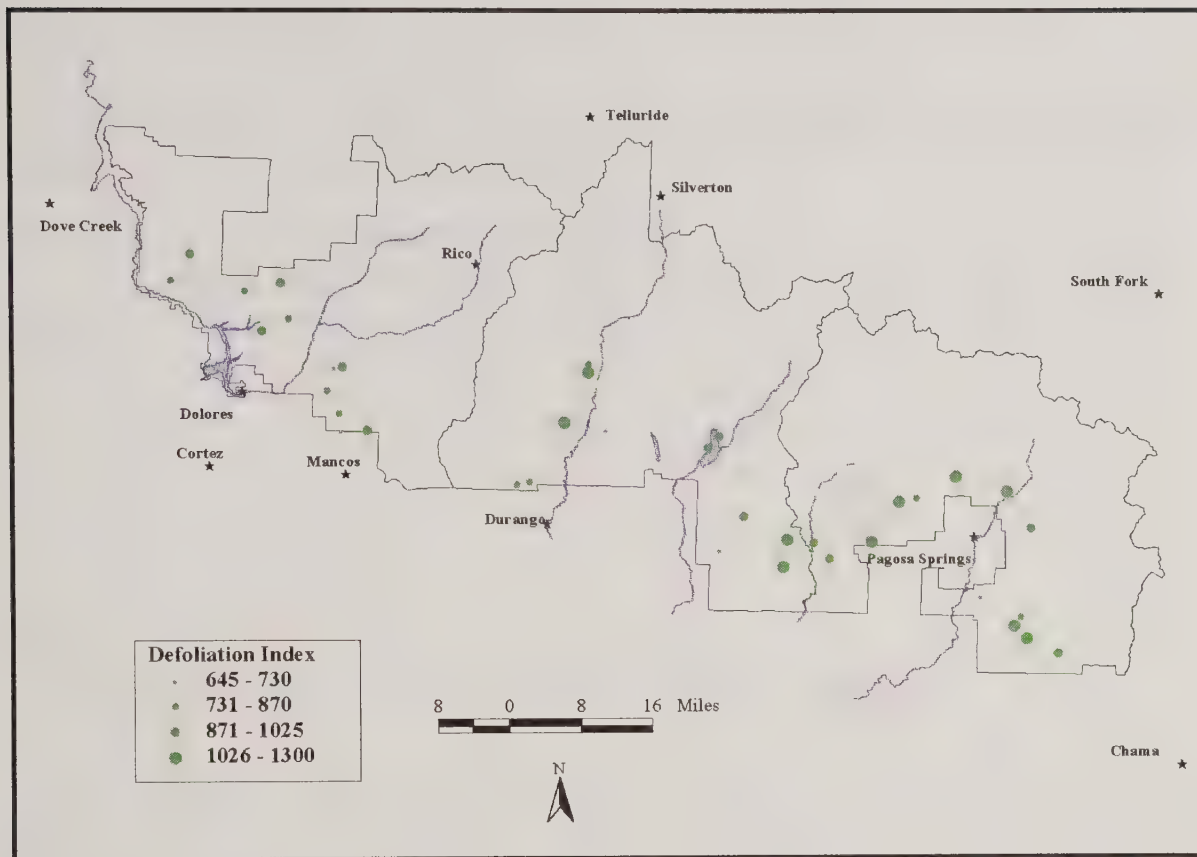 Telluride
Silverton
Dove Creek
Rico
South Fork
Dolores
Cortez
Mancos
Durango
Pagosa Springs
Defoliation Index
645 - 730
731 - 870
871 - 1025
1026 - 1300
8 0 8 16 Miles
N
Chama